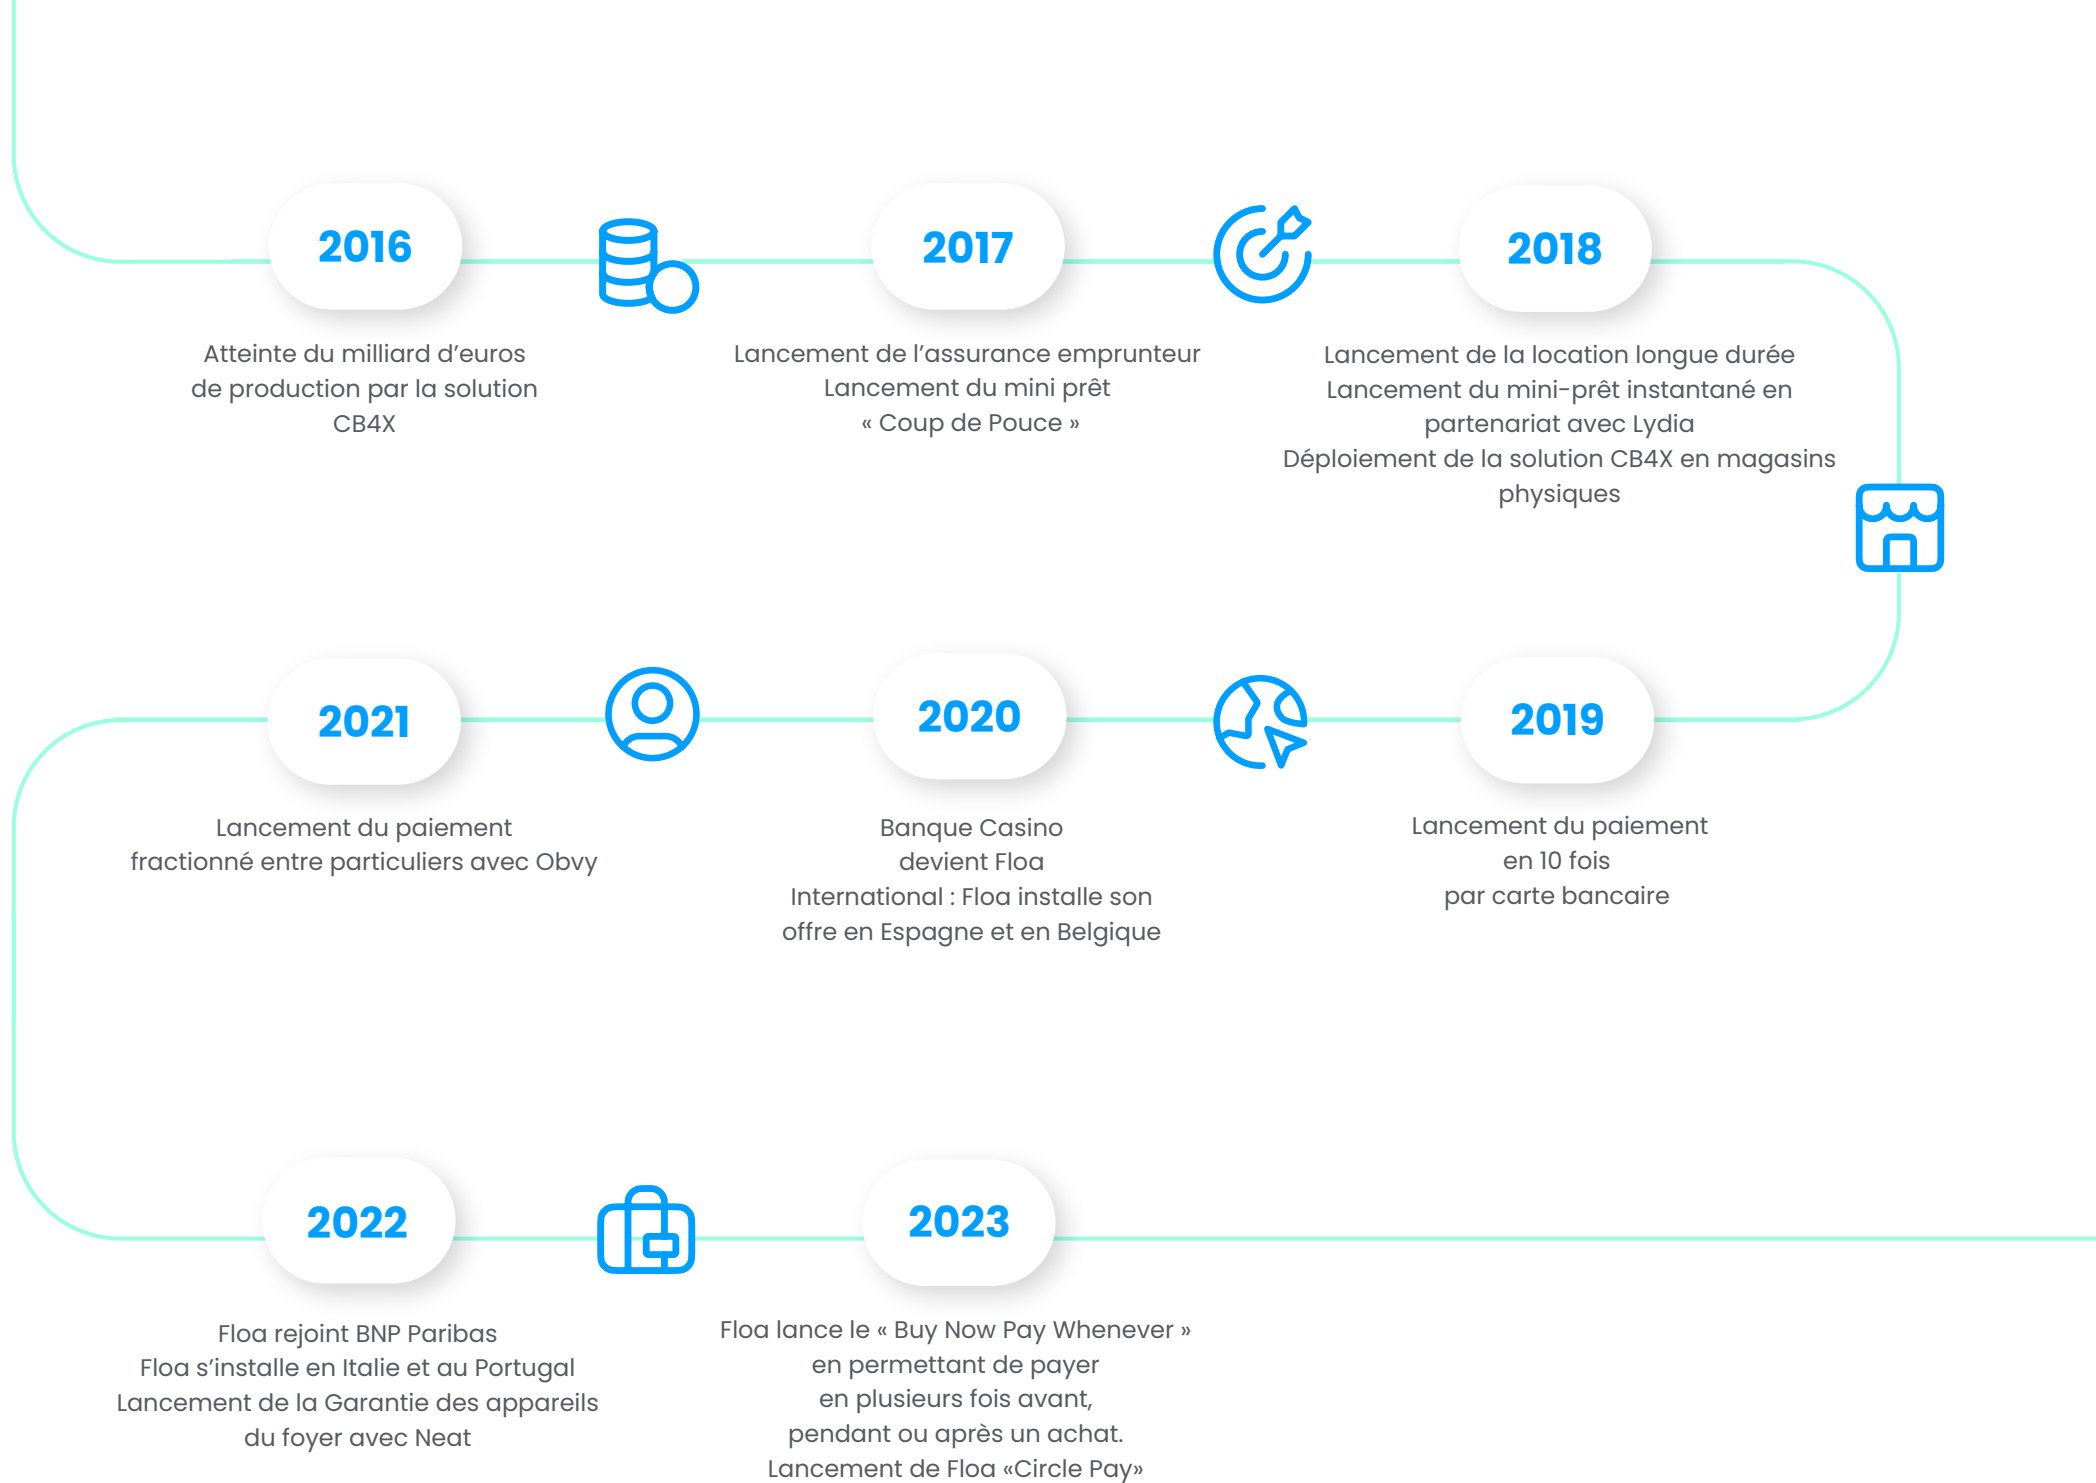 2016
Atteinte du milliard d’euros
de production par la solution
CB4X
2017
Lancement de l’assurance emprunteur
Lancement du mini prêt
« Coup de Pouce »
2018
Lancement de la location longue durée
Lancement du mini-prêt instantané en
partenariat avec Lydia
Déploiement de la solution CB4X en magasins
physiques
2019
Lancement du paiement
en 10 fois
par carte bancaire
2020
Banque Casino
devient Floa
International : Floa installe son
offre en Espagne et en Belgique
2021
Lancement du paiement
fractionné entre particuliers avec Obvy
2022
Floa rejoint BNP Paribas
Floa s’installe en Italie et au Portugal
Lancement de la Garantie des appareils
du foyer avec Neat
2023
Floa lance le « Buy Now Pay Whenever »
en permettant de payer
en plusieurs fois avant,
pendant ou après un achat.
Lancement de Floa «Circle Pay»